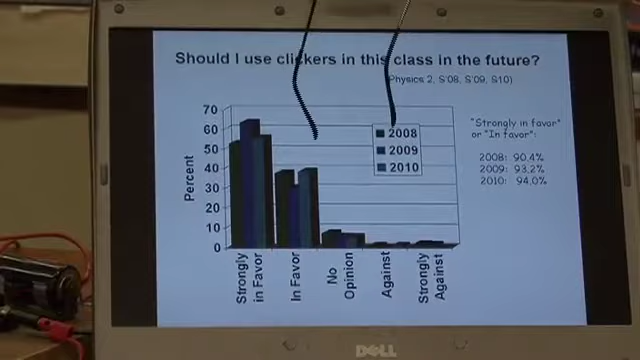 Should I use clickers in this class in the future?
(Physics 2, S'08, S'09, S10)
70
60
50
40
30
20
10
0
Percent
2008
2009
2010
Strongly in Favor
In Favor
No Opinion
Against
Strongly Against
"Strongly in favor"
or "In favor":
2008: 90.4%
2009: 93.2%
2010: 94.0%
DELL